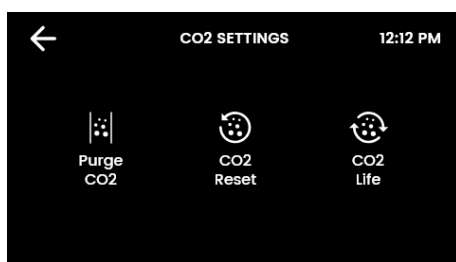 CO2 SETTINGS
12:12 PM
Purge
CO2
CO2
Reset
CO2
Life